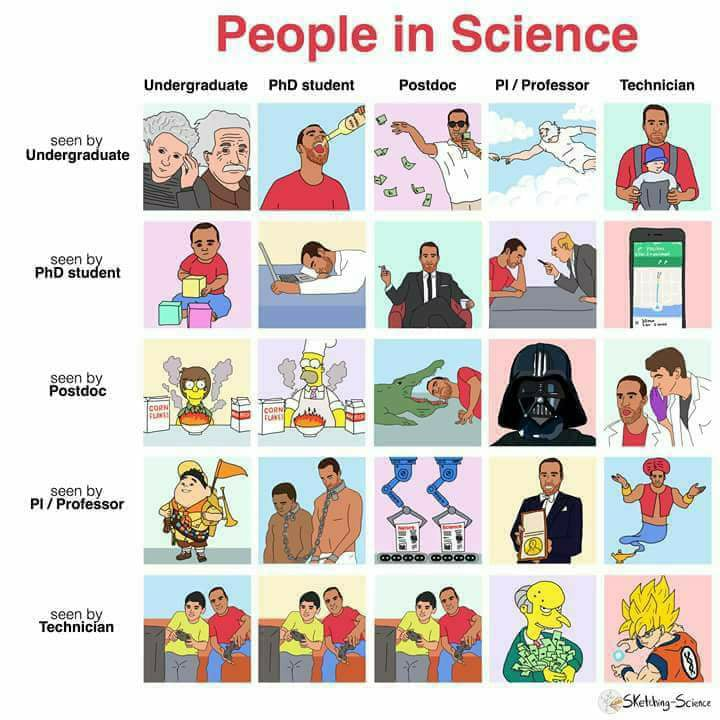 People in Science
Undergraduate PhD student Postdoc PI / Professor Technician
seen by
Undergraduate
seen by
PhD student
seen by
Postdoc
CORN
FLAKES
CORN
FLAKES
seen by
PI / Professor
Nature
Science
seen by
Technician
SKetching-Science